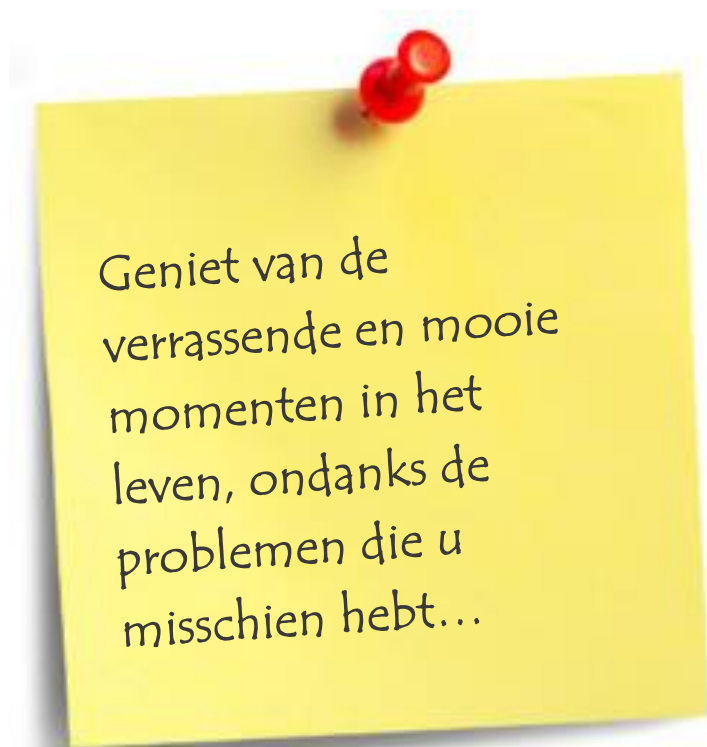 Geniet van de
verrassende en mooie
momenten in het
leven, ondanks de
problemen die u
misschien hebt...